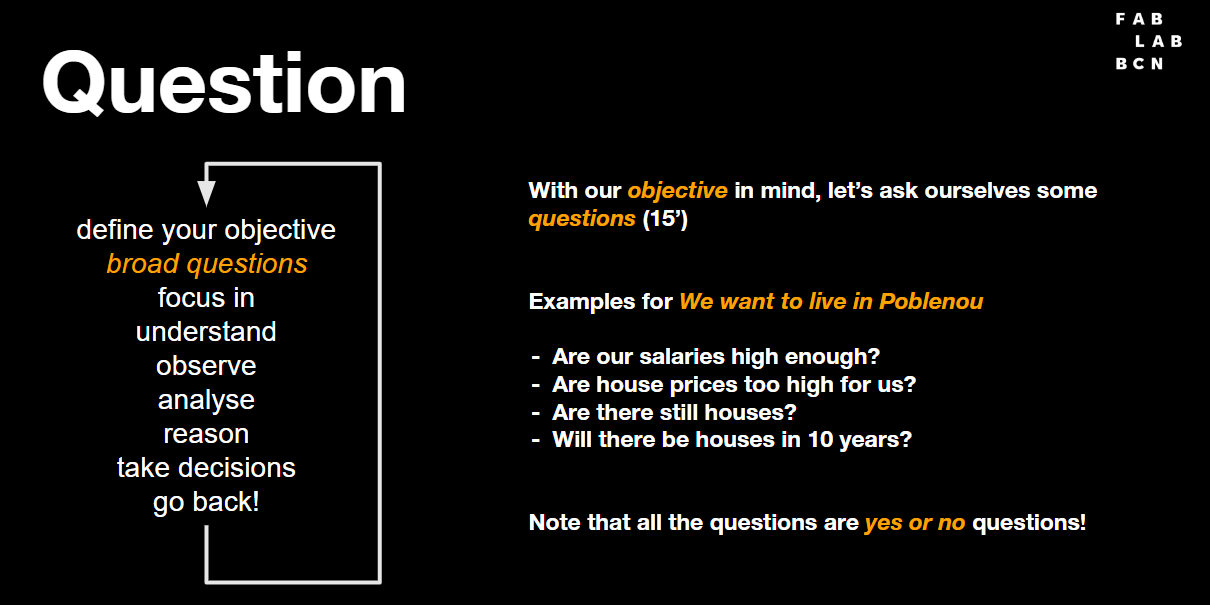 FAB
LAB
BCN
Question
define your objective
broad questions
focus in
understand
observe
analyse
reason
take decisions
go back!
With our objective in mind, let’s ask ourselves some
questions (15’)
Examples for We want to live in Poblenou
- Are our salaries high enough?
- Are house prices too high for us?
- Are there still houses?
- Will there be houses in 10 years?
Note that all the questions are yes or no questions!